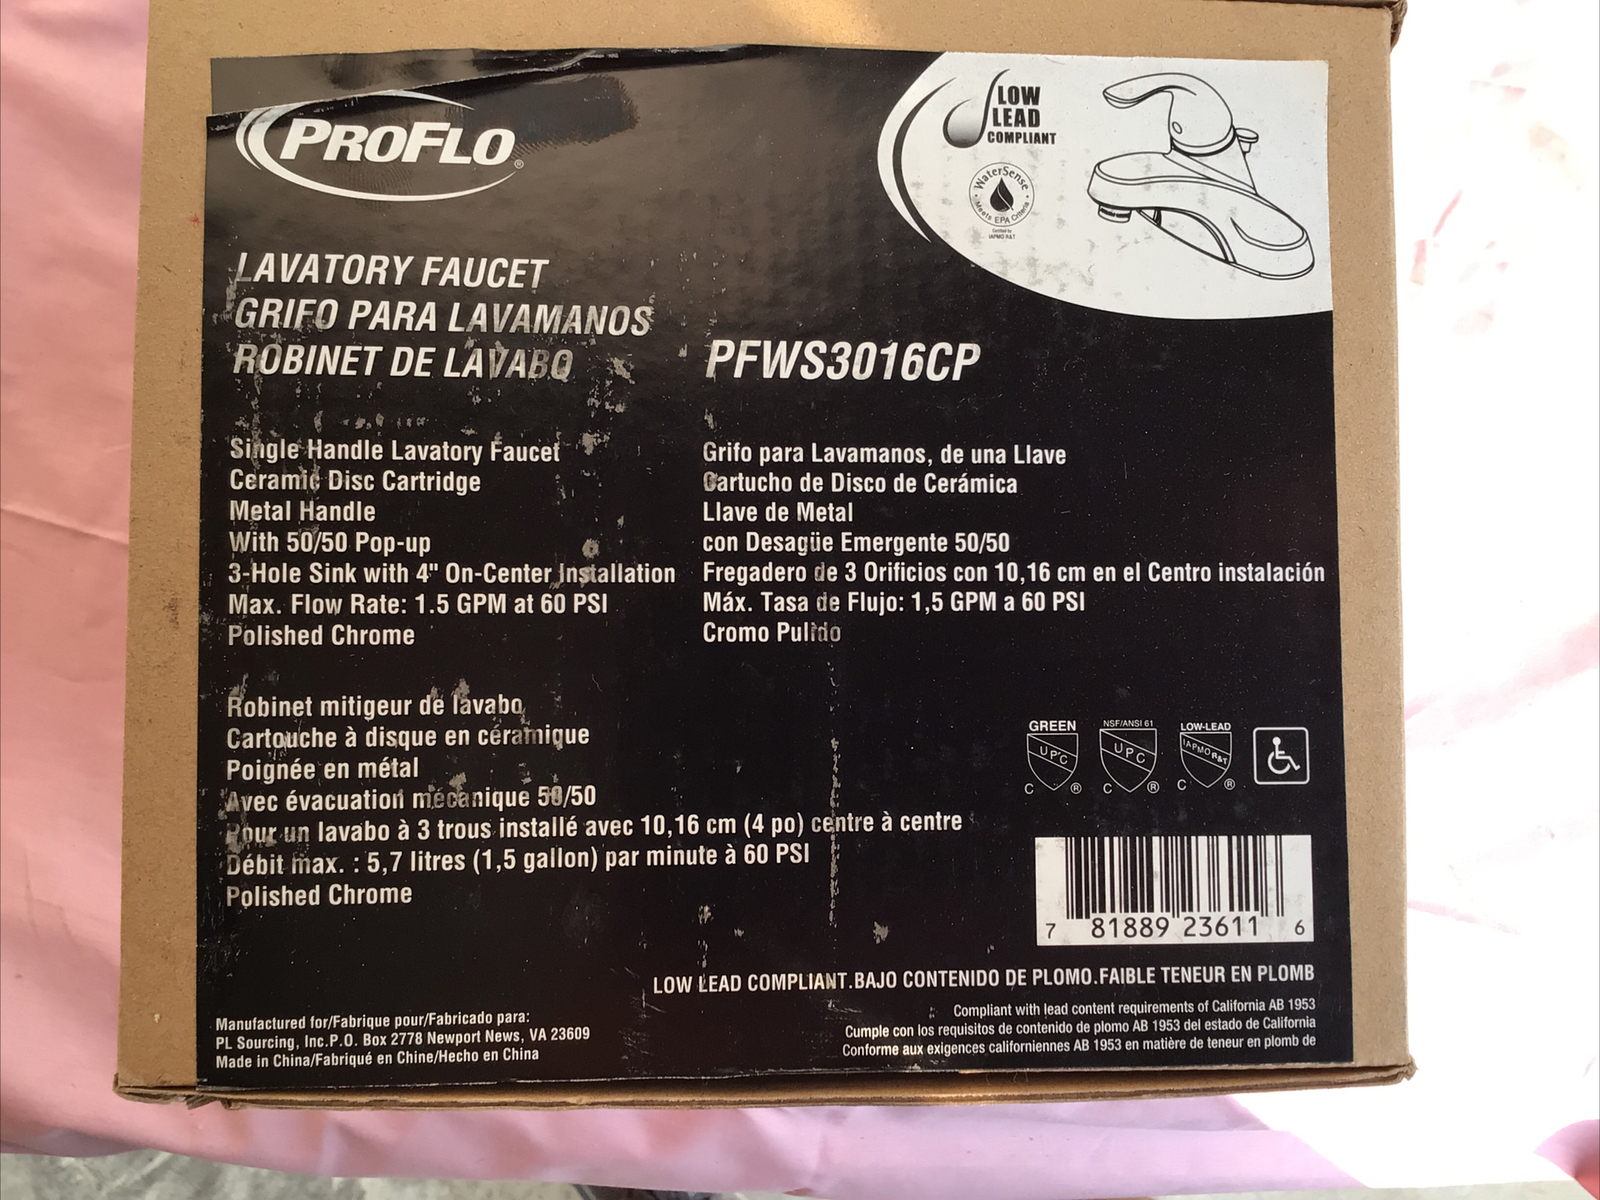 PROFLO®
LOW
LEAD
COMPLIANT
WaterSense
Meets EPA Criteria
Certified by
IAPMO R&T
LAVATORY FAUCET
GRIFO PARA LAVAMANOS
ROBINET DE LAVABO
PFWS3016CP
Single Handle Lavatory Faucet
Ceramic Disc Cartridge
Metal Handle
With 50/50 Pop-up
3-Hole Sink with 4" On-Center Installation
Max. Flow Rate: 1.5 GPM at 60 PSI
Polished Chrome
Grifo para Lavamanos, de una Llave
Cartucho de Disco de Cerámica
Llave de Metal
con Desagüe Emergente 50/50
Fregadero de 3 Orificios con 10,16 cm en el Centro instalación
Máx. Tasa de Flujo: 1,5 GPM a 60 PSI
Cromo Pulido
Robinet mitigeur de lavabo
Cartouche à disque en céramique
Poignée en métal
Avec évacuation mécanique 50/50
Pour un lavabo à 3 trous installé avec 10,16 cm (4 po) centre à centre
Débit max. : 5,7 litres (1,5 gallon) par minute à 60 PSI
Polished Chrome
GREEN
UPC
C ®
NSF/ANSI 61
UPC
C ®
LOW-LEAD
IAPMO R&T
C ®
7 81889 23611 6
LOW LEAD COMPLIANT.BAJO CONTENIDO DE PLOMO.FAIBLE TENEUR EN PLOMB
Compliant with lead content requirements of California AB 1953
Cumple con los requisitos de contenido de plomo AB 1953 del estado de California
Conforme aux exigences californiennes AB 1953 en matière de teneur en plomb de
Manufactured for/Fabrique pour/Fabricado para:
PL Sourcing, Inc.P.O. Box 2778 Newport News, VA 23609
Made in China/Fabriqué en Chine/Hecho en China